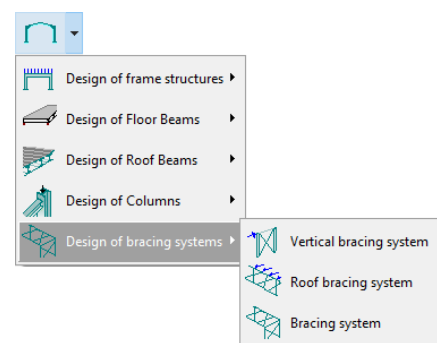 Design of frame structures
Design of Floor Beams
Design of Roof Beams
Design of Columns
Design of bracing systems
Vertical bracing system
Roof bracing system
Bracing system